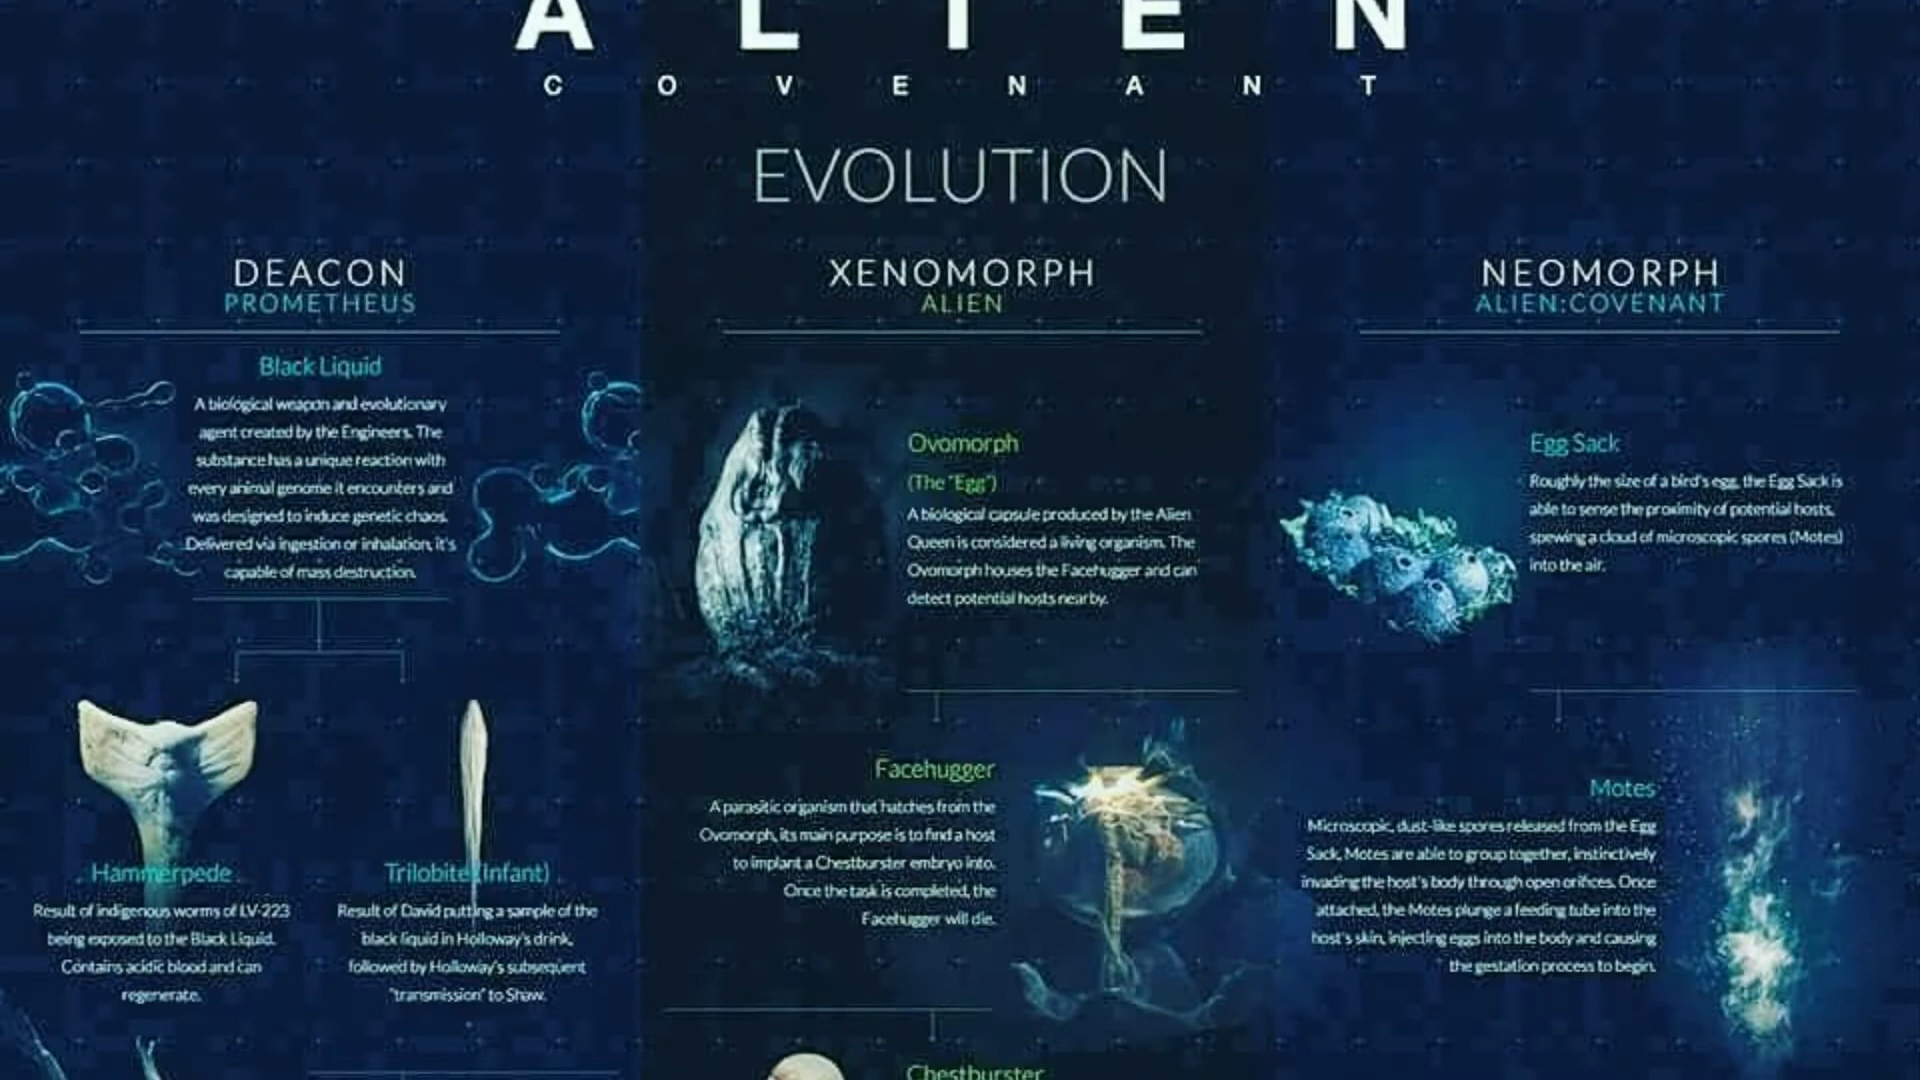 ALIEN
COVENANT
EVOLUTION
DEACON
PROMETHEUS
Black Liquid
A biological weapon and evolutionary
agent created by the Engineers. The
substance has a unique reaction with
every animal genome it encounters and
was designed to induce genetic chaos.
Delivered via ingestion or inhalation, it's
capable of mass destruction.
Hammerpede
Result of indigenous worms of LV-223
being exposed to the Black Liquid.
Contains acidic blood and can
regenerate.
Trilobite (Infant)
Result of David putting a sample of the
black liquid in Holloway's drink,
followed by Holloway's subsequent
"transmission" to Shaw.
XENOMORPH
ALIEN
Ovomorph
(The "Egg")
A biological capsule produced by the Alien
Queen is considered a living organism. The
Ovomorph houses the Facehugger and can
detect potential hosts nearby.
Facehugger
A parasitic organism that hatches from the
Ovomorph, its main purpose is to find a host
to implant a Chestburster embryo into.
Once the task is completed, the
Facehugger will die.
Chestburster
NEOMORPH
ALIEN:COVENANT
Egg Sack
Roughly the size of a bird's egg, the Egg Sack is
able to sense the proximity of potential hosts,
spewing a cloud of microscopic spores (Motes)
into the air.
Motes
Microscopic, dust-like spores released from the Egg
Sack, Motes are able to group together, instinctively
invading the host's body through open orifices. Once
attached, the Motes plunge a feeding tube into the
host's skin, injecting eggs into the body and causing
the gestation process to begin.